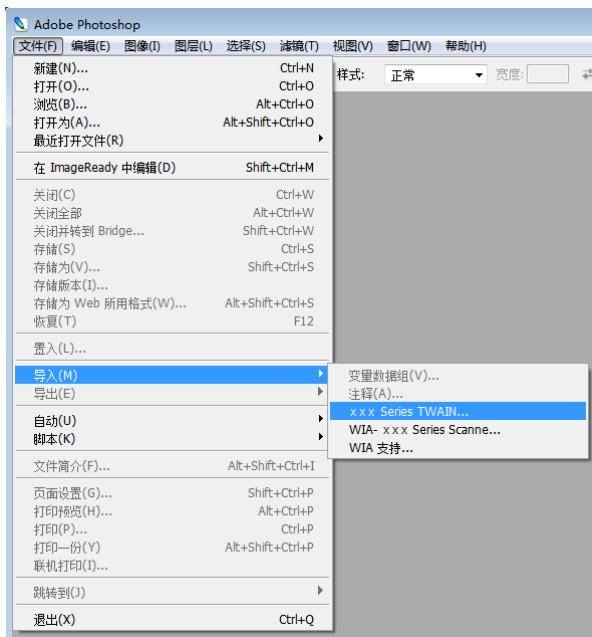 Adobe Photoshop
文件(F) 编辑(E) 图像(I) 图层(L) 选择(S) 滤镜(T) 视图(V) 窗口(W) 帮助(H)
样式: 正常 宽度:
新建(N)... Ctrl+N
打开(O)... Ctrl+O
浏览(B)... Alt+Ctrl+O
打开为(A)... Alt+Shift+Ctrl+O
最近打开文件(R)
在 ImageReady 中编辑(D) Shift+Ctrl+M
关闭(C) Ctrl+W
关闭全部 Alt+Ctrl+W
关闭并转到 Bridge... Shift+Ctrl+W
存储(S) Ctrl+S
存储为(V)... Shift+Ctrl+S
存储版本(I)...
存储为 Web 所用格式(W)... Alt+Shift+Ctrl+S
恢复(T) F12
置入(L)...
导入(M)
导出(E)
自动(U)
脚本(K)
文件简介(F)... Alt+Shift+Ctrl+I
页面设置(G)... Shift+Ctrl+P
打印预览(H)... Alt+Ctrl+P
打印(P)... Ctrl+P
打印一份(Y) Alt+Shift+Ctrl+P
联机打印(I)...
跳转到(J)
退出(X) Ctrl+Q
变量数据组(V)...
注释(A)...
xxx Series TWAIN...
WIA- xxx Series Scanne...
WIA 支持...